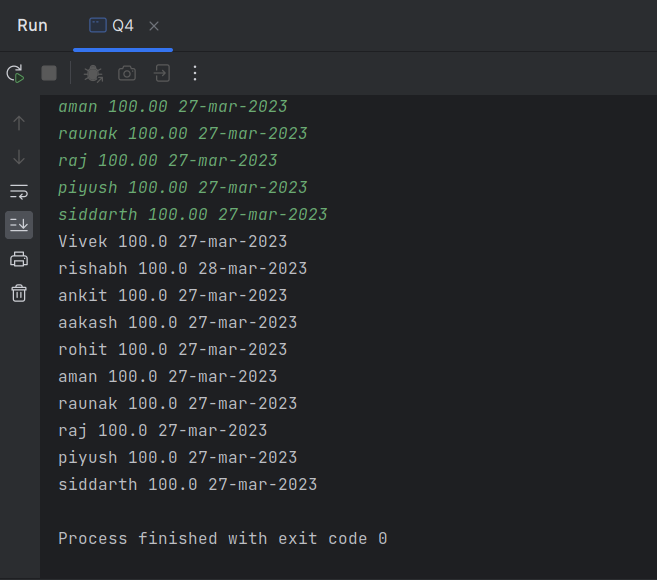 Run
Q4
aman 100.00 27-mar-2023
raunak 100.00 27-mar-2023
raj 100.00 27-mar-2023
piyush 100.00 27-mar-2023
siddarth 100.00 27-mar-2023
Vivek 100.0 27-mar-2023
rishabh 100.0 28-mar-2023
ankit 100.0 27-mar-2023
aakash 100.0 27-mar-2023
rohit 100.0 27-mar-2023
aman 100.0 27-mar-2023
raunak 100.0 27-mar-2023
raj 100.0 27-mar-2023
piyush 100.0 27-mar-2023
siddarth 100.0 27-mar-2023
Process finished with exit code 0